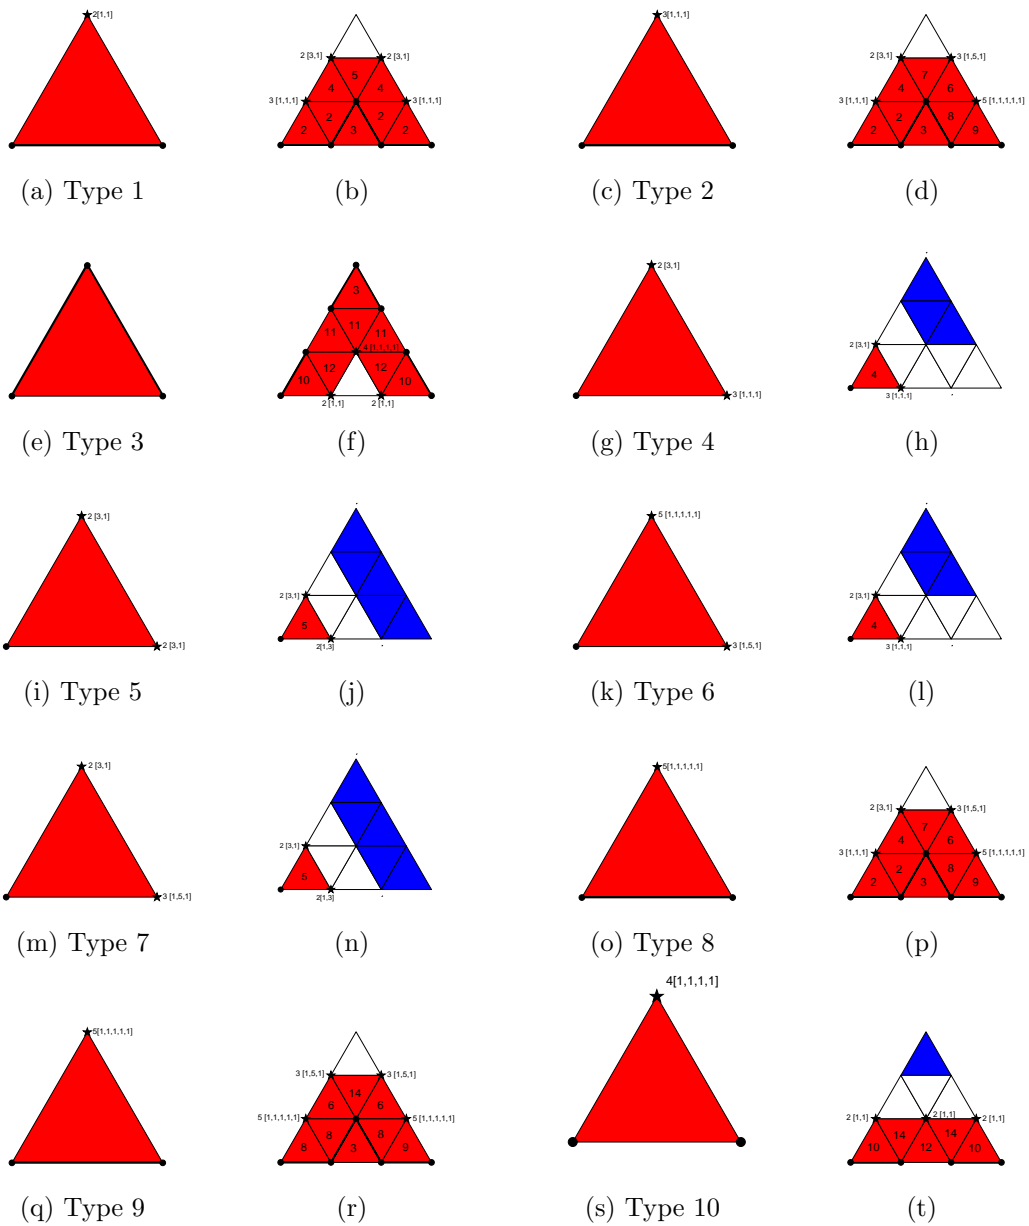 2[1,1]
3[1,1,1]
2 [3,1] 2 [3,1]
2 [3,1] 3 [1,5,1]
5
4 4
7
4 6
3 [1,1,1] 3 [1,1,1]
3 [1,1,1] 5 [1,1,1,1,1]
2 2 3 2 2
2 2 3 8 9
(a) Type 1 (b) (c) Type 2 (d)
3
11 11 11
4 [1,1,1,1]
10 12 12 10
2 [1,1] 2 [1,1]
2 [3,1]
3 [1,1,1]
2 [3,1]
4
3 [1,1,1]
(e) Type 3 (f) (g) Type 4 (h)
2 [3,1]
2 [3,1]
2 [3,1]
5
2[1,3]
5 [1,1,1,1,1]
3 [1,5,1]
2 [3,1]
4
3 [1,1,1]
(i) Type 5 (j) (k) Type 6 (l)
2 [3,1]
3 [1,5,1]
2 [3,1]
5
2[1,3]
5[1,1,1,1,1]
2 [3,1] 3 [1,5,1]
7
4 6
3 [1,1,1] 5 [1,1,1,1,1]
2 2 3 8 9
(m) Type 7 (n) (o) Type 8 (p)
5[1,1,1,1,1]
3 [1,5,1] 3 [1,5,1]
14
6 6
5 [1,1,1,1,1] 5 [1,1,1,1,1]
8 8 3 8 9
4[1,1,1,1]
2 [1,1] 2 [1,1] 2 [1,1]
10 14 12 14 10
(q) Type 9 (r) (s) Type 10 (t)